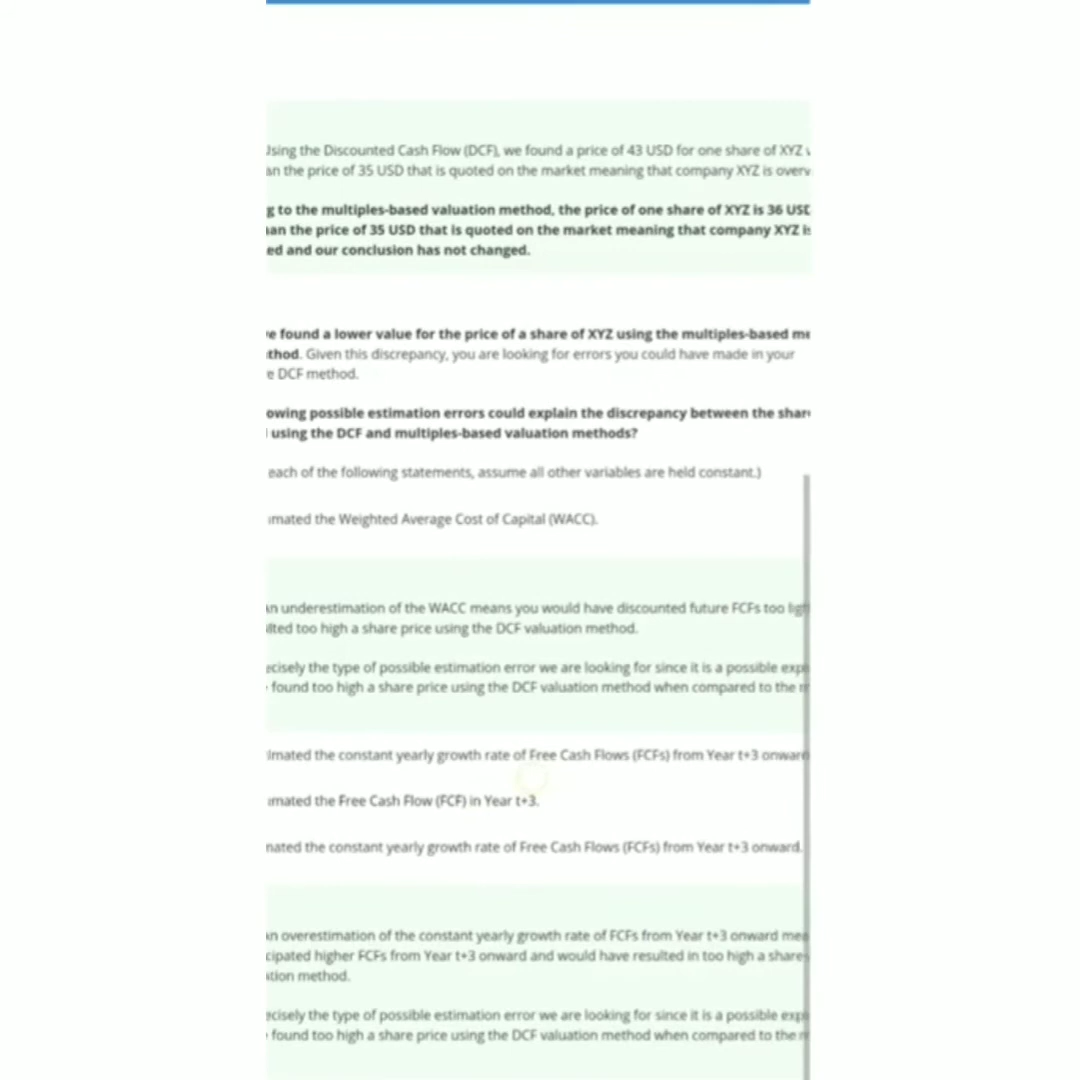 Using the Discounted Cash Flow (DCF), we found a price of 43 USD for one share of XYZ
an the price of 35 USD that is quoted on the market meaning that company XYZ is overv
g to the multiples-based valuation method, the price of one share of XYZ is 36 USD
an the price of 35 USD that is quoted on the market meaning that company XYZ is
ed and our conclusion has not changed.
e found a lower value for the price of a share of XYZ using the multiples-based me
thod. Given this discrepancy, you are looking for errors you could have made in your
e DCF method.
owing possible estimation errors could explain the discrepancy between the share
using the DCF and multiples-based valuation methods?
each of the following statements, assume all other variables are held constant.)
imated the Weighted Average Cost of Capital (WACC).
An underestimation of the WACC means you would have discounted future FCFs too lig
lted too high a share price using the DCF valuation method.
ecisely the type of possible estimation error we are looking for since it is a possible exp
found too high a share price using the DCF valuation method when compared to the
imated the constant yearly growth rate of Free Cash Flows (FCFs) from Year t+3 onward
imated the Free Cash Flow (FCF) in Year t+3.
mated the constant yearly growth rate of Free Cash Flows (FCFs) from Year t+3 onward.
An overestimation of the constant yearly growth rate of FCFs from Year t+3 onward mea
cipated higher FCFs from Year t+3 onward and would have resulted in too high a share
ation method.
ecisely the type of possible estimation error we are looking for since it is a possible exp
found too high a share price using the DCF valuation method when compared to the